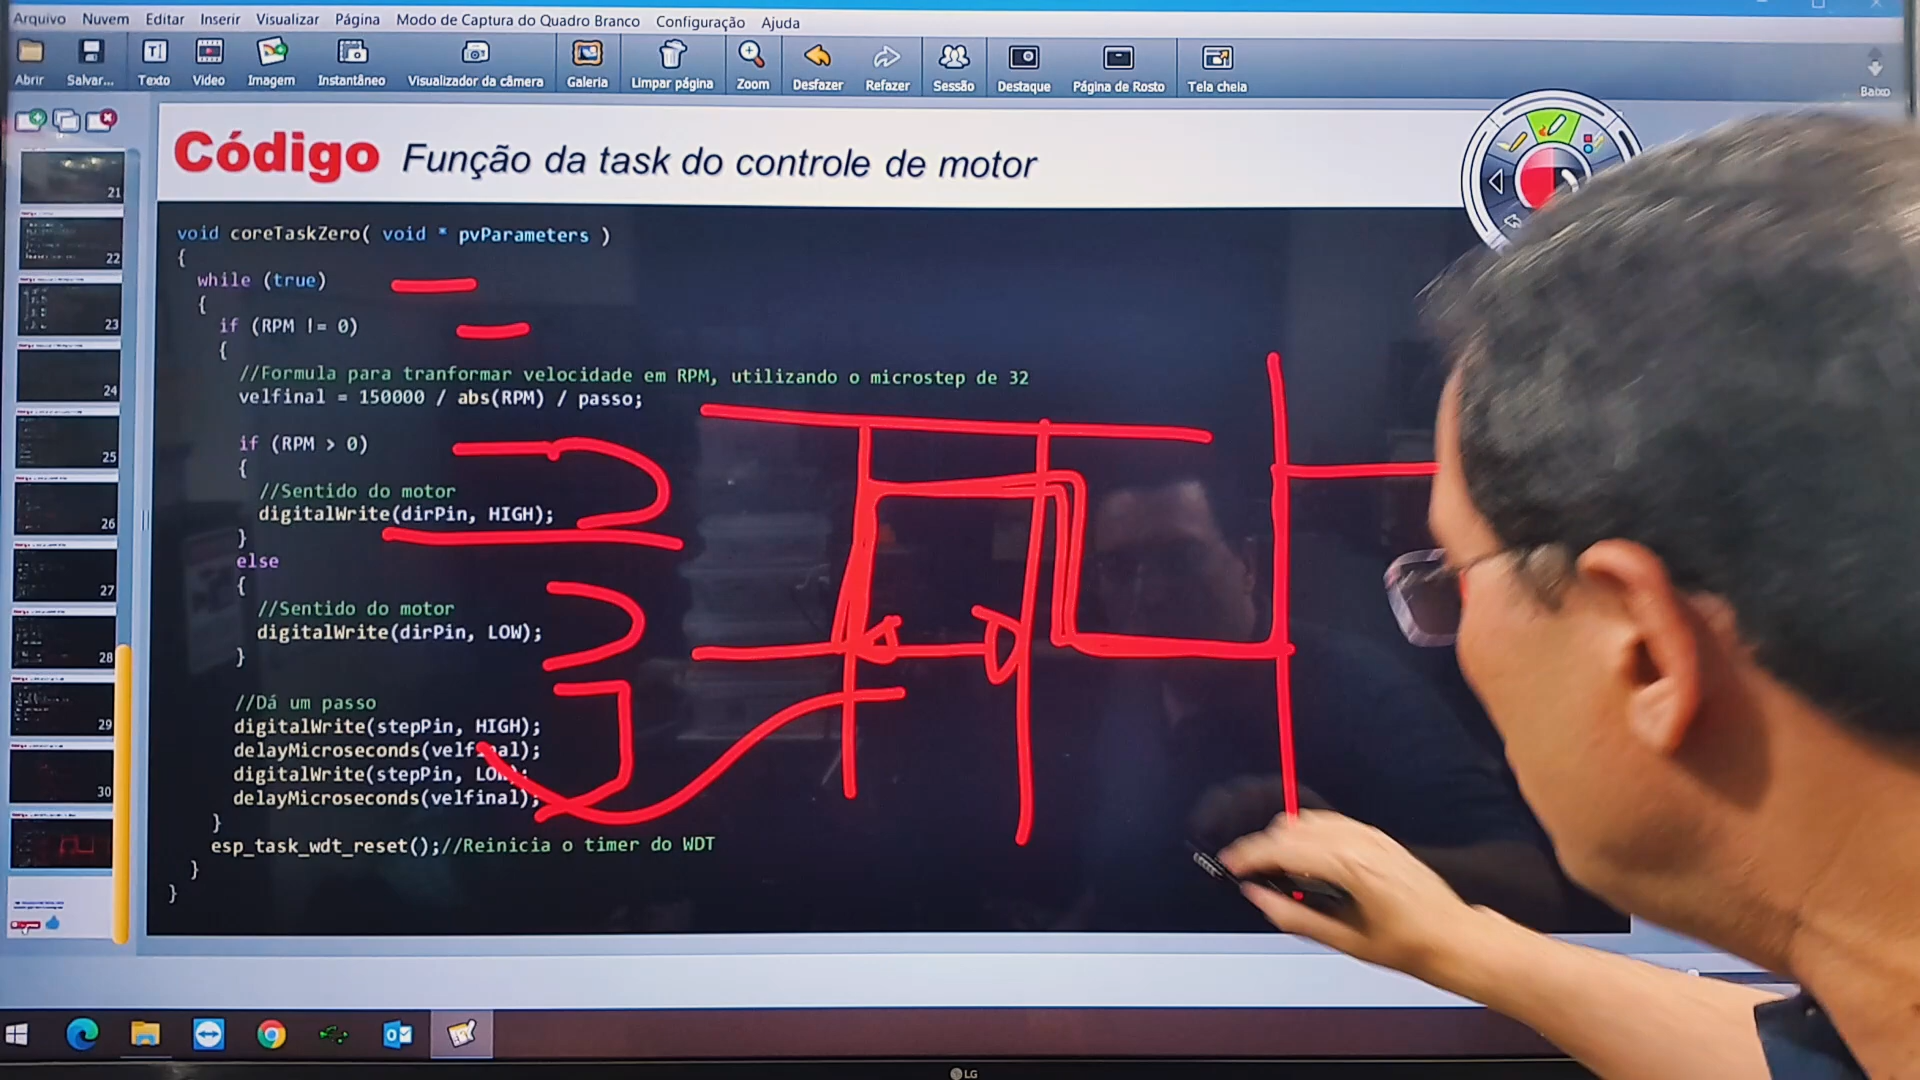 Arquivo Nuvem Editar Inserir Visualizar Página Modo de Captura do Quadro Branco Configuração Ajuda
Abrir Salvar... Texto Video Imagem Instantâneo Visualizador da câmera Galeria Limpar página Zoom Desfazer Refazer Sessão Destaque Página de Rosto Tela cheia Baixo
Código Função da task do controle de motor
21
22
23
24
25
26
27
28
29
30
void coreTaskZero( void * pvParameters )
{
while (true)
{
if (RPM != 0)
{
//Formula para tranformar velocidade em RPM, utilizando o microstep de 32
velfinal = 150000 / abs(RPM) / passo;
if (RPM > 0)
{
//Sentido do motor
digitalWrite(dirPin, HIGH);
}
else
{
//Sentido do motor
digitalWrite(dirPin, LOW);
}
//Dá um passo
digitalWrite(stepPin, HIGH);
delayMicroseconds(velfinal);
digitalWrite(stepPin, LOW);
delayMicroseconds(velfinal);
}
esp_task_wdt_reset();//Reinicia o timer do WDT
}
}
LG